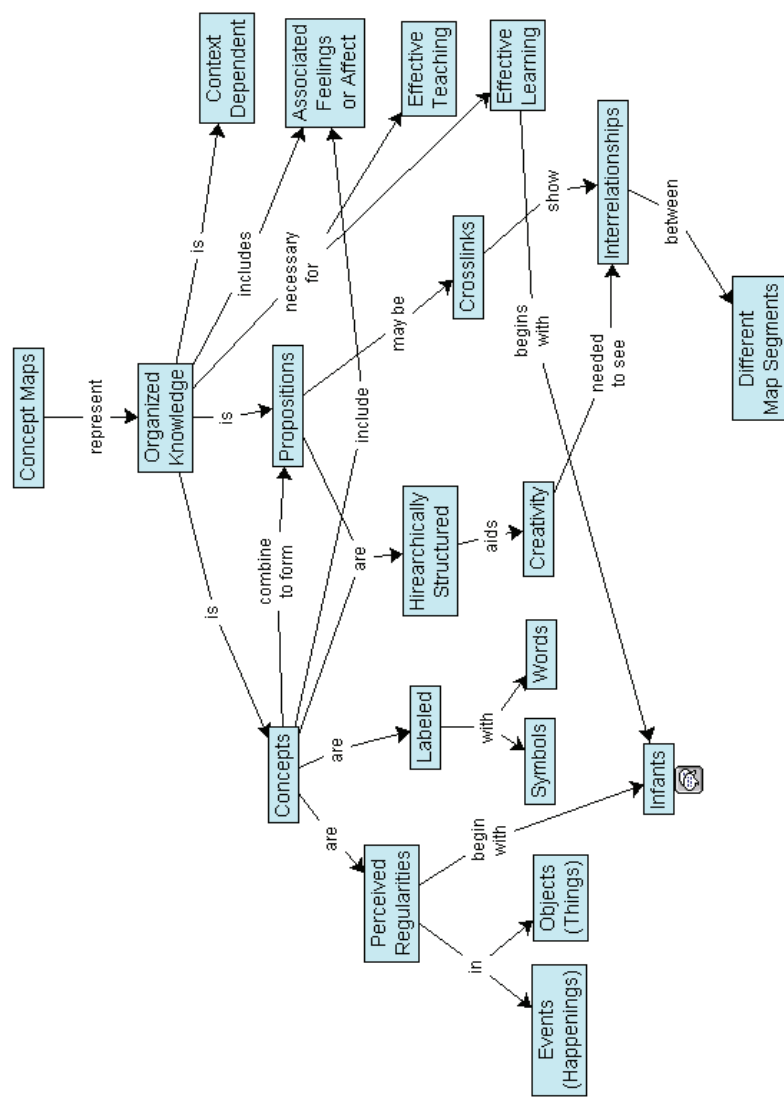 Concept Maps
represent
Organized
Knowledge
is
is
is
includes
necessary
for
Context
Dependent
Concepts
combine
to form
Propositions
Associated
Feelings
or Affect
are
are
include
are
may be
Effective
Teaching
Perceived
Regularities
Labeled
Hirearchically
Structured
Crosslinks
Effective
Learning
in
begin
with
with
aids
show
begins
with
Events
(Happenings)
Objects
(Things)
Symbols
Words
Creativity
needed
to see
Interrelationships
between
Infants
Different
Map Segments